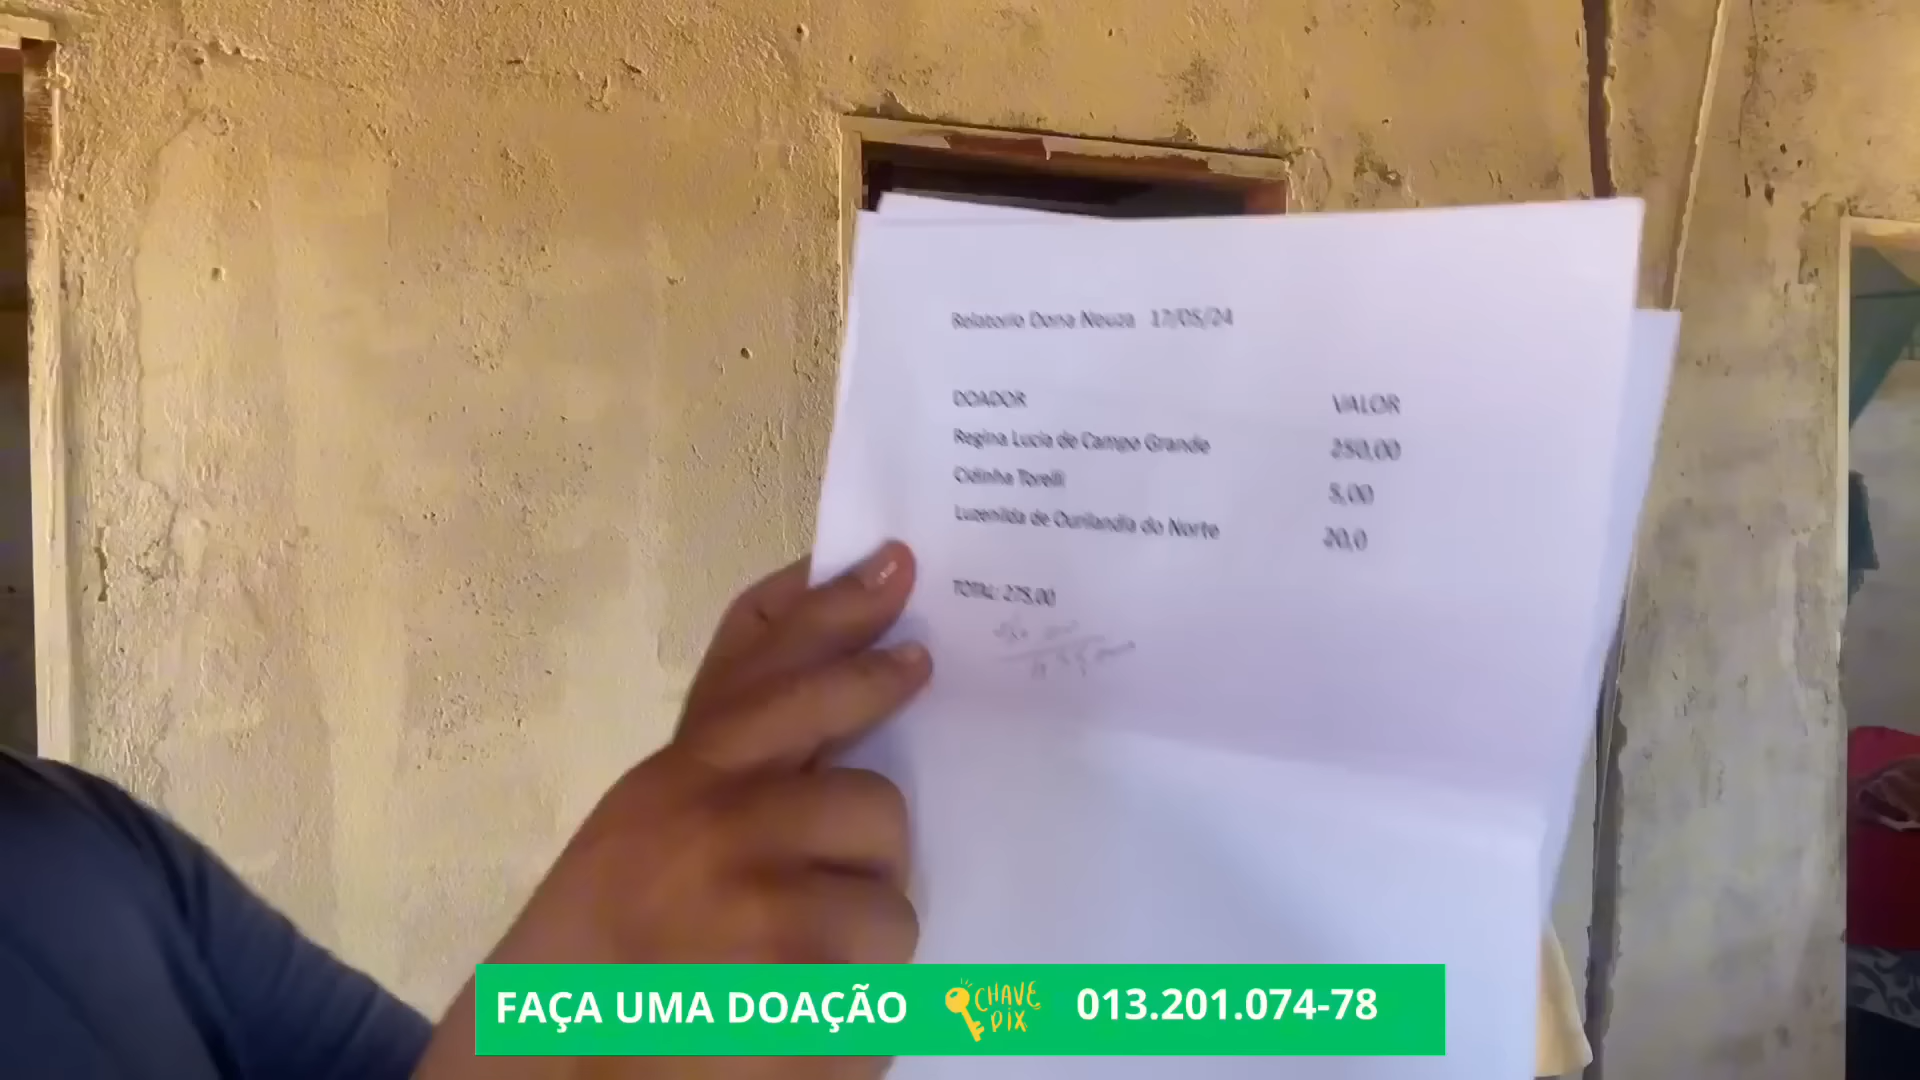 Relatorio Dona Neuza 17/05/24
DOADOR VALOR
Regina Lucia de Campo Grande 250,00
Cidinha Torelli 5,00
Luzenilda de Ourilandia do Norte 20,0
TOTAL: 275,00
FAÇA UMA DOAÇÃO CHAVE PIX 013.201.074-78